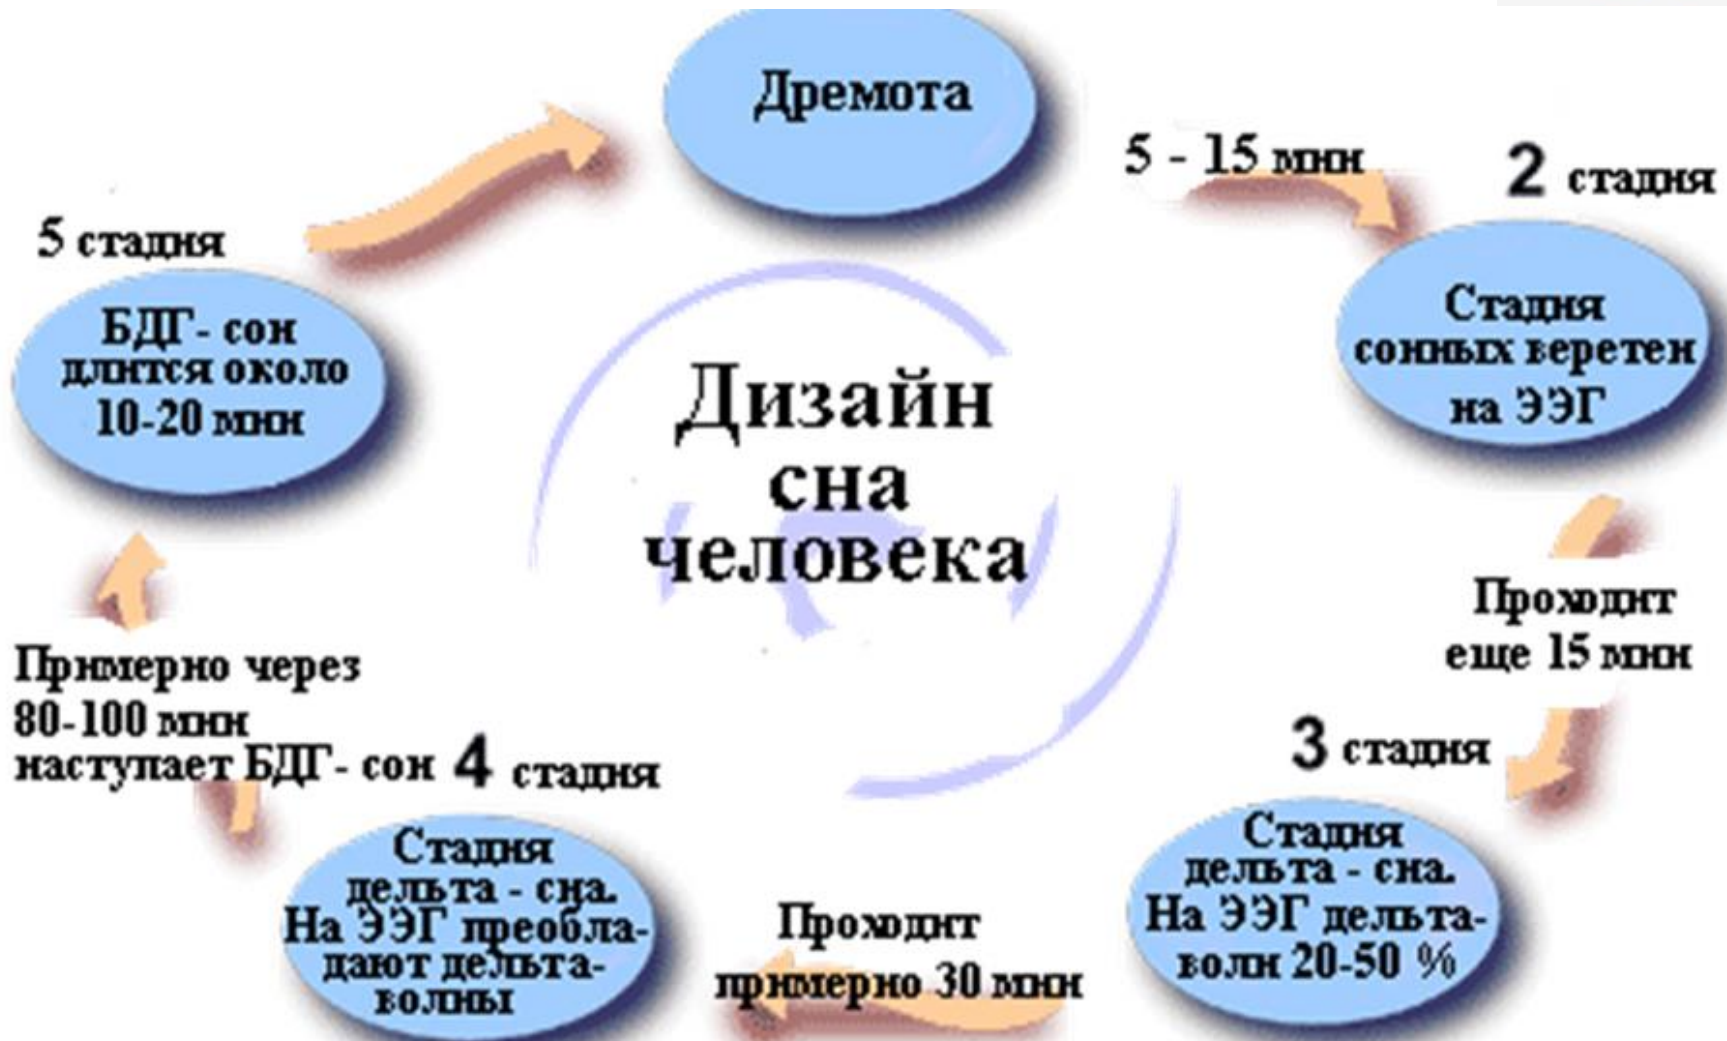 Дремота
5 - 15 мин
2 стадия
Стадия
сонных веретен
на ЭЭГ
Проходит
еще 15 мин
3 стадия
Стадия
дельта - сна.
На ЭЭГ дельта-
волн 20-50 %
Проходит
примерно 30 мин
4 стадия
Стадия
дельта - сна.
На ЭЭГ преобла-
дают дельта-
волны
Примерно через
80-100 мин
наступает БДГ- сон
5 стадия
БДГ- сон
длится около
10-20 мин
Дизайн
сна
человека